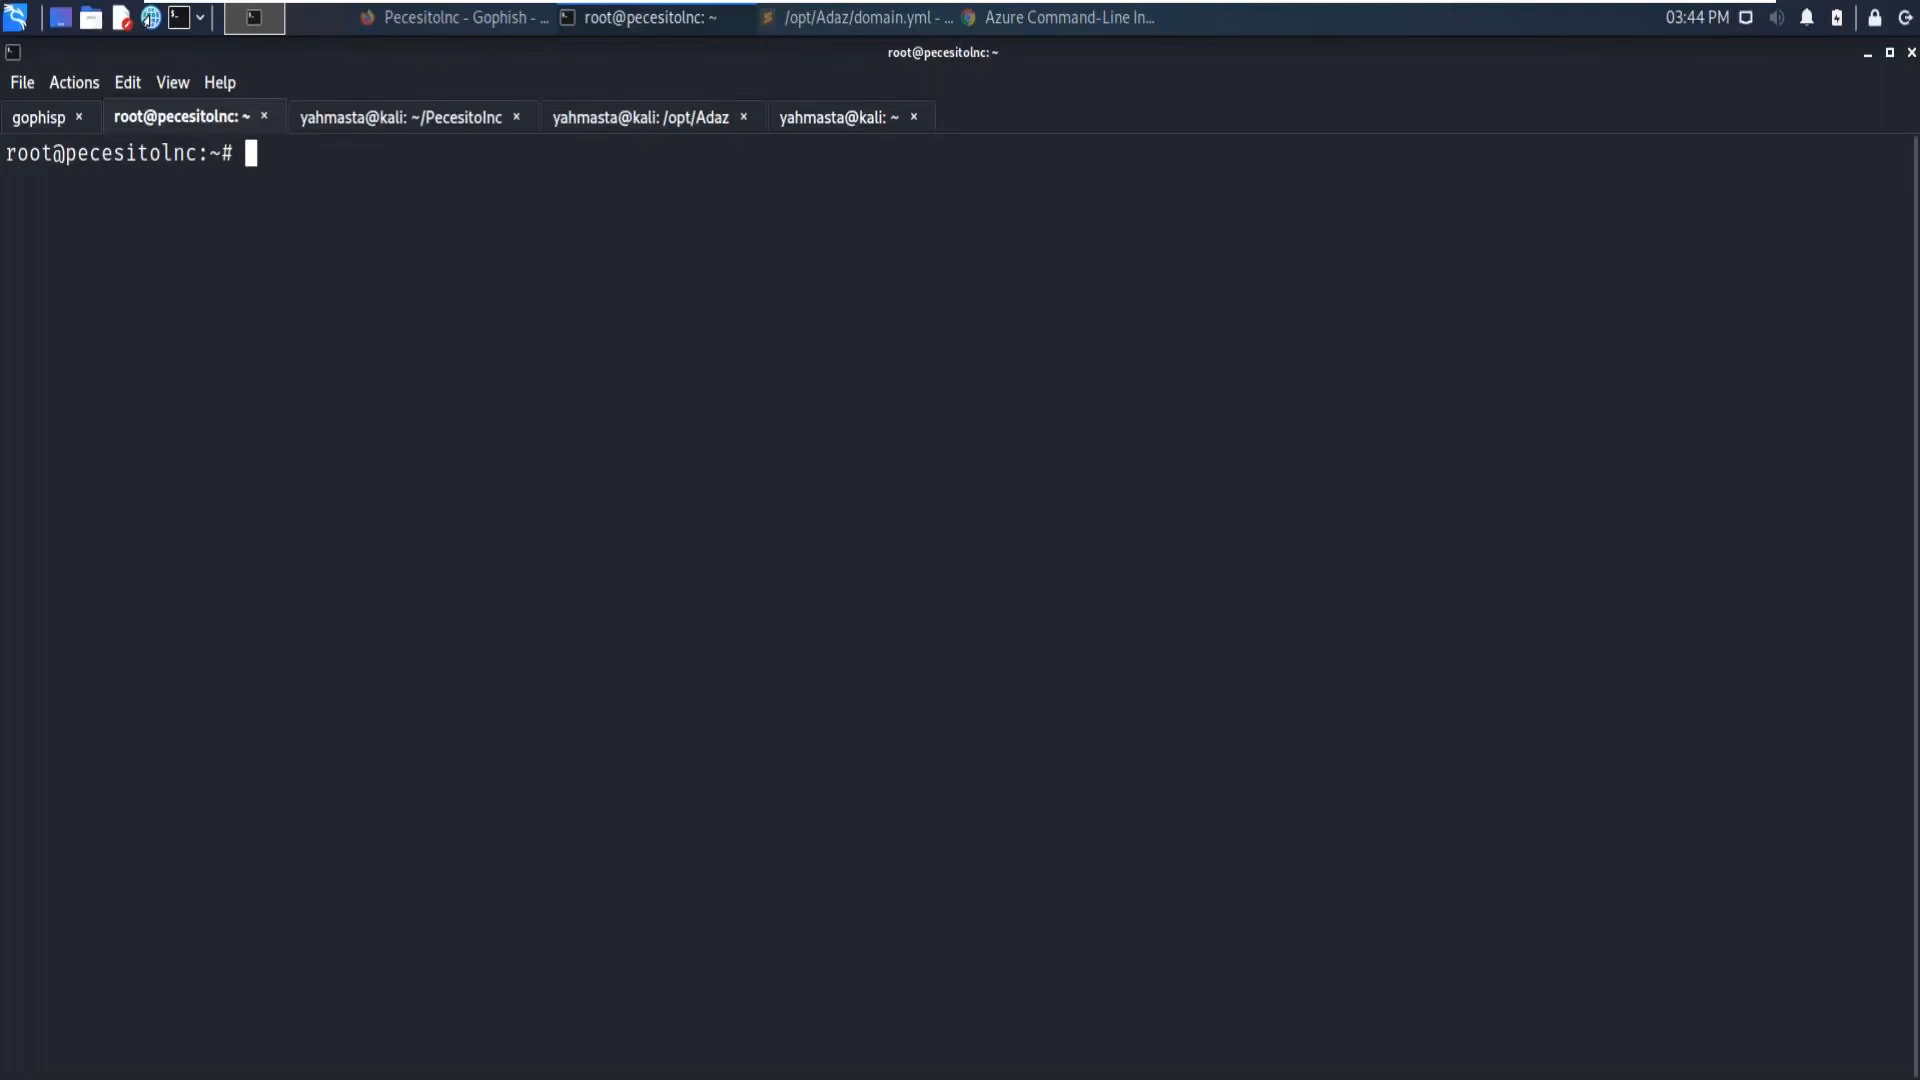 Pecesitolnc - Gophish - ... root@pecesitolnc: ~ /opt/Adaz/domain.yml - ... Azure Command-Line In... 03:44 PM
root@pecesitolnc: ~
File Actions Edit View Help
gophisp × root@pecesitolnc: ~ × yahmasta@kali: ~/PecesitoInc × yahmasta@kali: /opt/Adaz × yahmasta@kali: ~ ×
root@pecesitolnc:~#